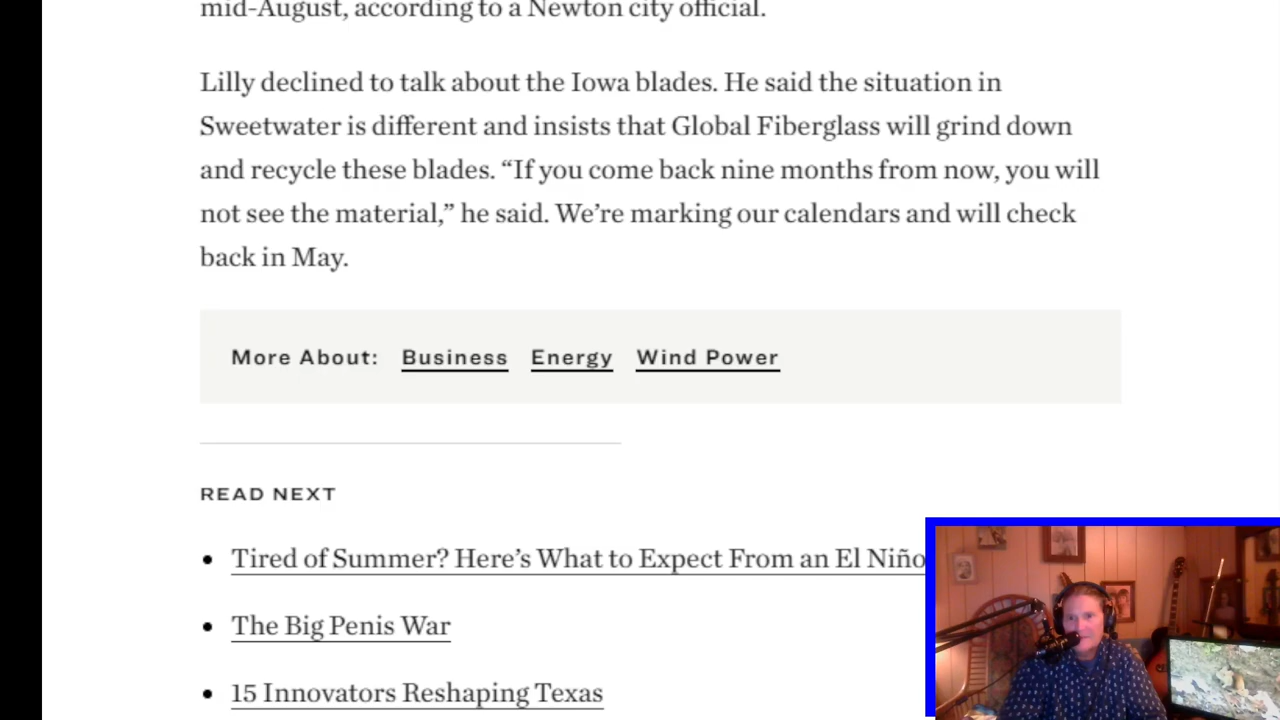 mid-August, according to a Newton city official.
Lilly declined to talk about the Iowa blades. He said the situation in
Sweetwater is different and insists that Global Fiberglass will grind down
and recycle these blades. “If you come back nine months from now, you will
not see the material,” he said. We’re marking our calendars and will check
back in May.
More About: Business Energy Wind Power
READ NEXT
• Tired of Summer? Here’s What to Expect From an El Niño
• The Big Penis War
• 15 Innovators Reshaping Texas